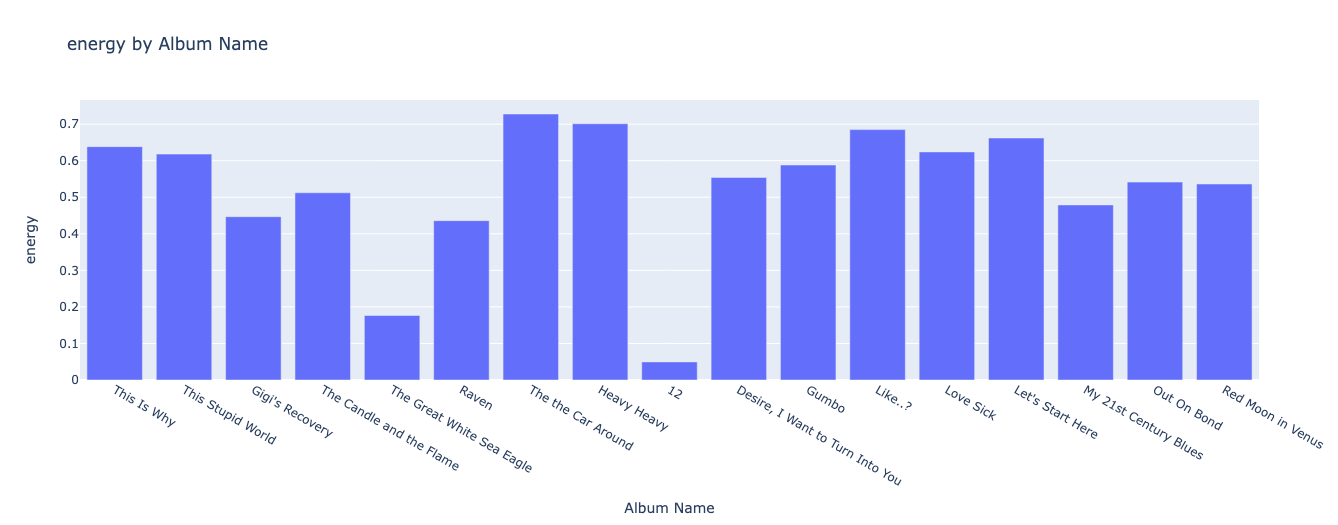 energy by Album Name
0.7
0.6
0.5
0.4
0.3
0.2
0.1
0
energy
This Is Why
This Stupid World
Gigi's Recovery
The Candle and the Flame
The Great White Sea Eagle
Raven
The the Car Around
Heavy Heavy
12
Desire, I Want to Turn Into You
Gumbo
Like..?
Love Sick
Let's Start Here
My 21st Century Blues
Out On Bond
Red Moon in Venus
Album Name